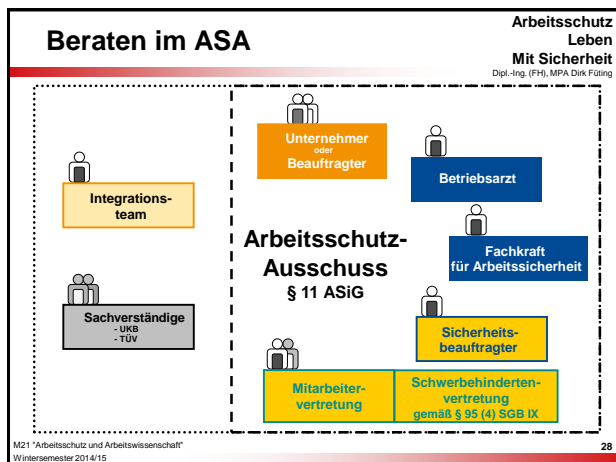 Beraten im ASA
Arbeitsschutz
Leben
Mit Sicherheit
Dipl.-Ing. (FH), MPA Dirk Füting
Unternehmer
oder
Beauftragter
Betriebsarzt
Integrations-
team
Arbeitsschutz-
Ausschuss
§ 11 ASiG
Fachkraft
für Arbeitssicherheit
Sachverständige
- UKB
- TÜV
Sicherheits-
beauftragter
Mitarbeiter-
vertretung
Schwerbehinderten-
vertretung
gemäß § 95 (4) SGB IX
M21 "Arbeitsschutz und Arbeitswissenschaft"
Wintersemester 2014/15
28